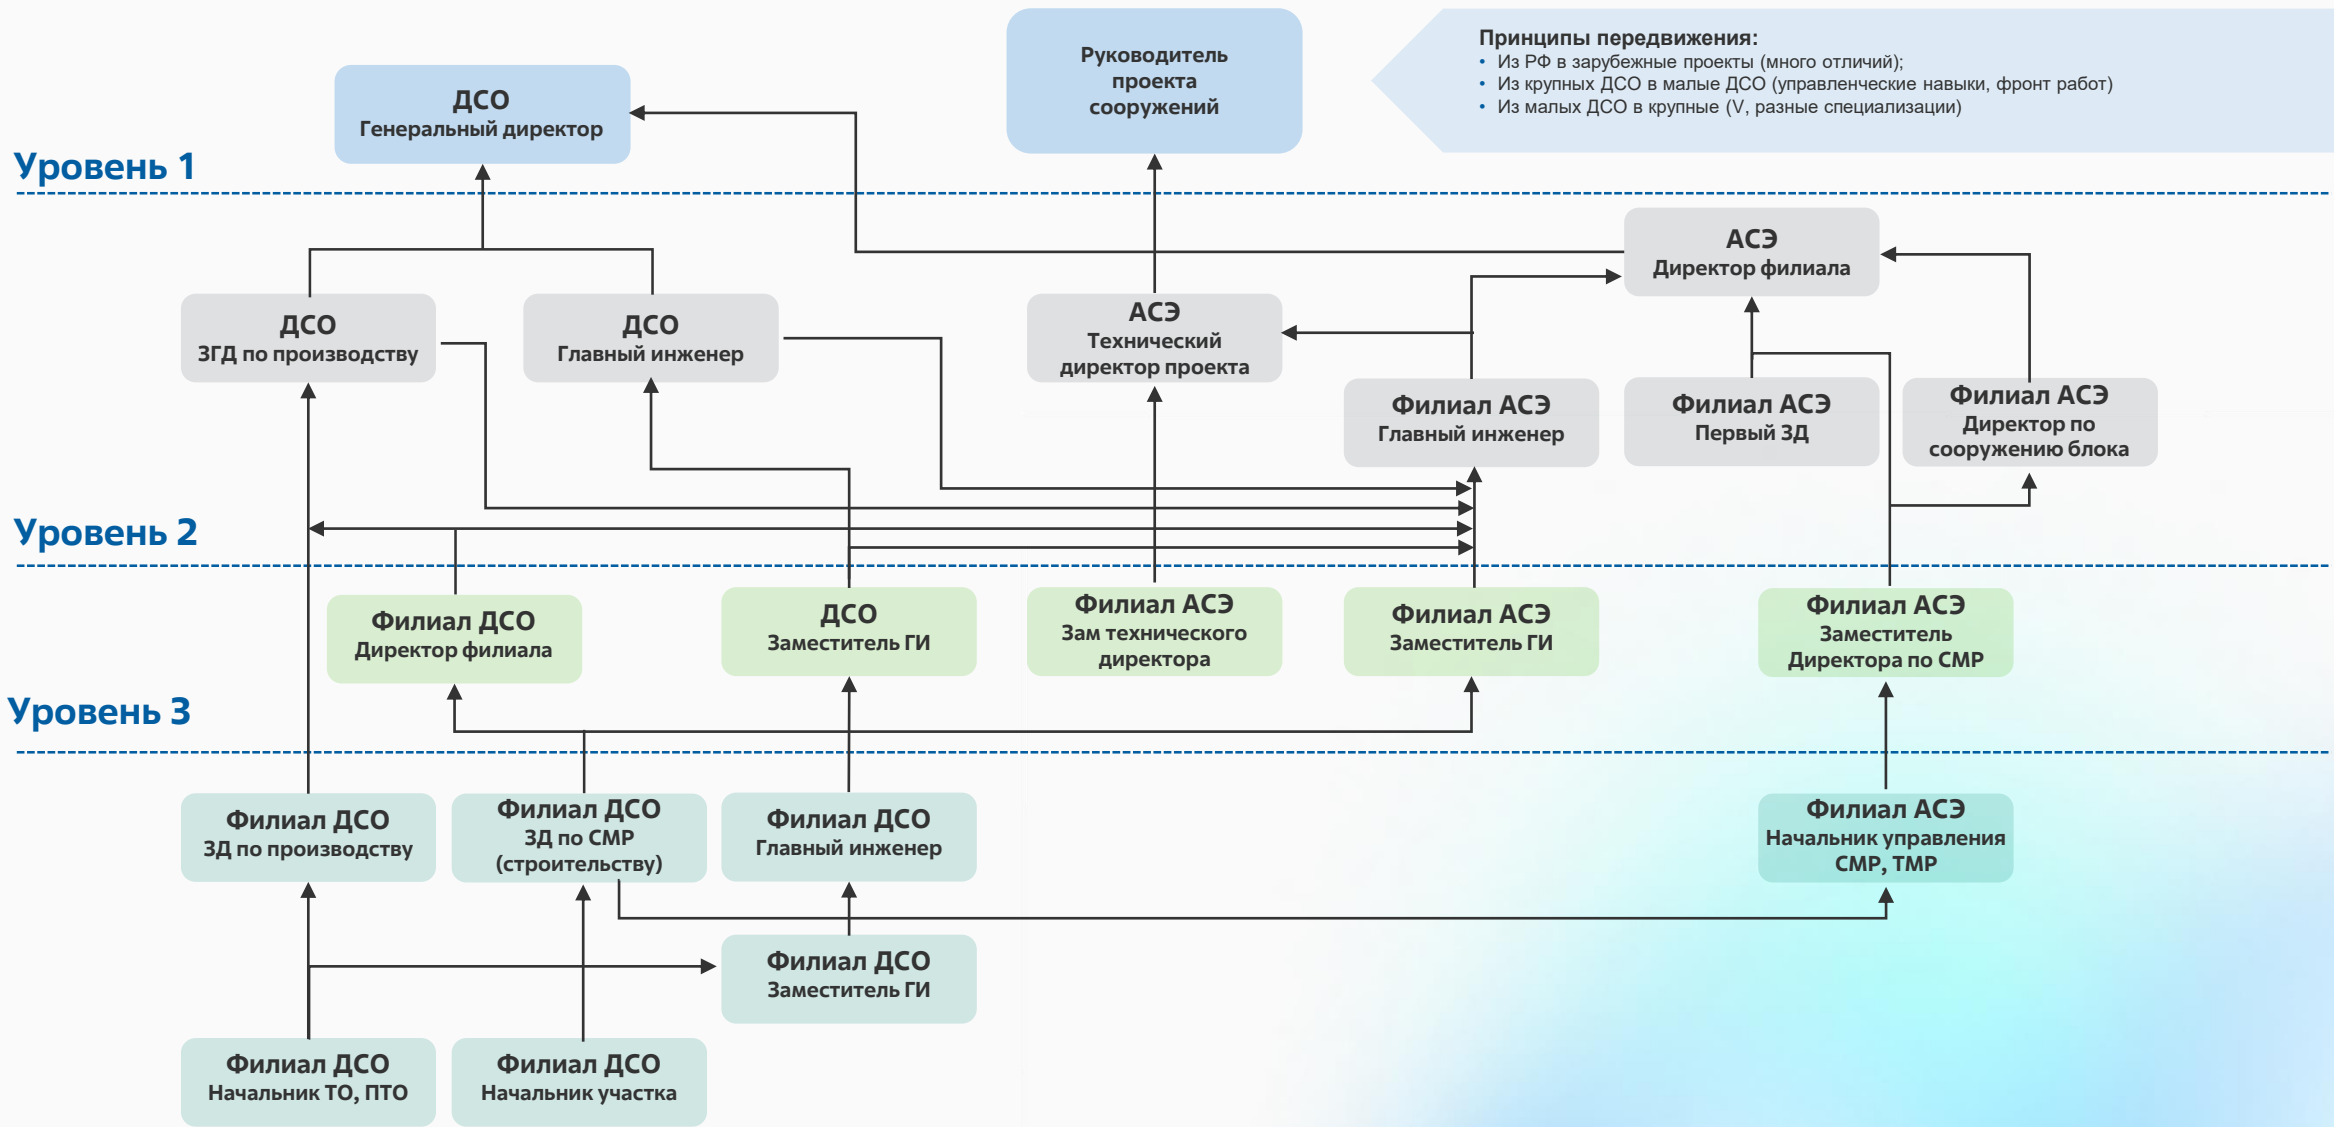 Руководитель
проекта
сооружений
Принципы передвижения:
• Из РФ в зарубежные проекты (много отличий);
• Из крупных ДСО в малые ДСО (управленческие навыки, фронт работ)
• Из малых ДСО в крупные (V, разные специализации)
ДСО
Генеральный директор
Уровень 1
АСЭ
Директор филиала
ДСО
ЗГД по производству
ДСО
Главный инженер
АСЭ
Технический
директор проекта
Филиал АСЭ
Главный инженер
Филиал АСЭ
Первый ЗД
Филиал АСЭ
Директор по
сооружению блока
Уровень 2
Филиал ДСО
Директор филиала
ДСО
Заместитель ГИ
Филиал АСЭ
Зам технического
директора
Филиал АСЭ
Заместитель ГИ
Филиал АСЭ
Заместитель
Директора по СМР
Уровень 3
Филиал ДСО
ЗД по производству
Филиал ДСО
ЗД по СМР
(строительству)
Филиал ДСО
Главный инженер
Филиал АСЭ
Начальник управления
СМР, ТМР
Филиал ДСО
Заместитель ГИ
Филиал ДСО
Начальник ТО, ПТО
Филиал ДСО
Начальник участка